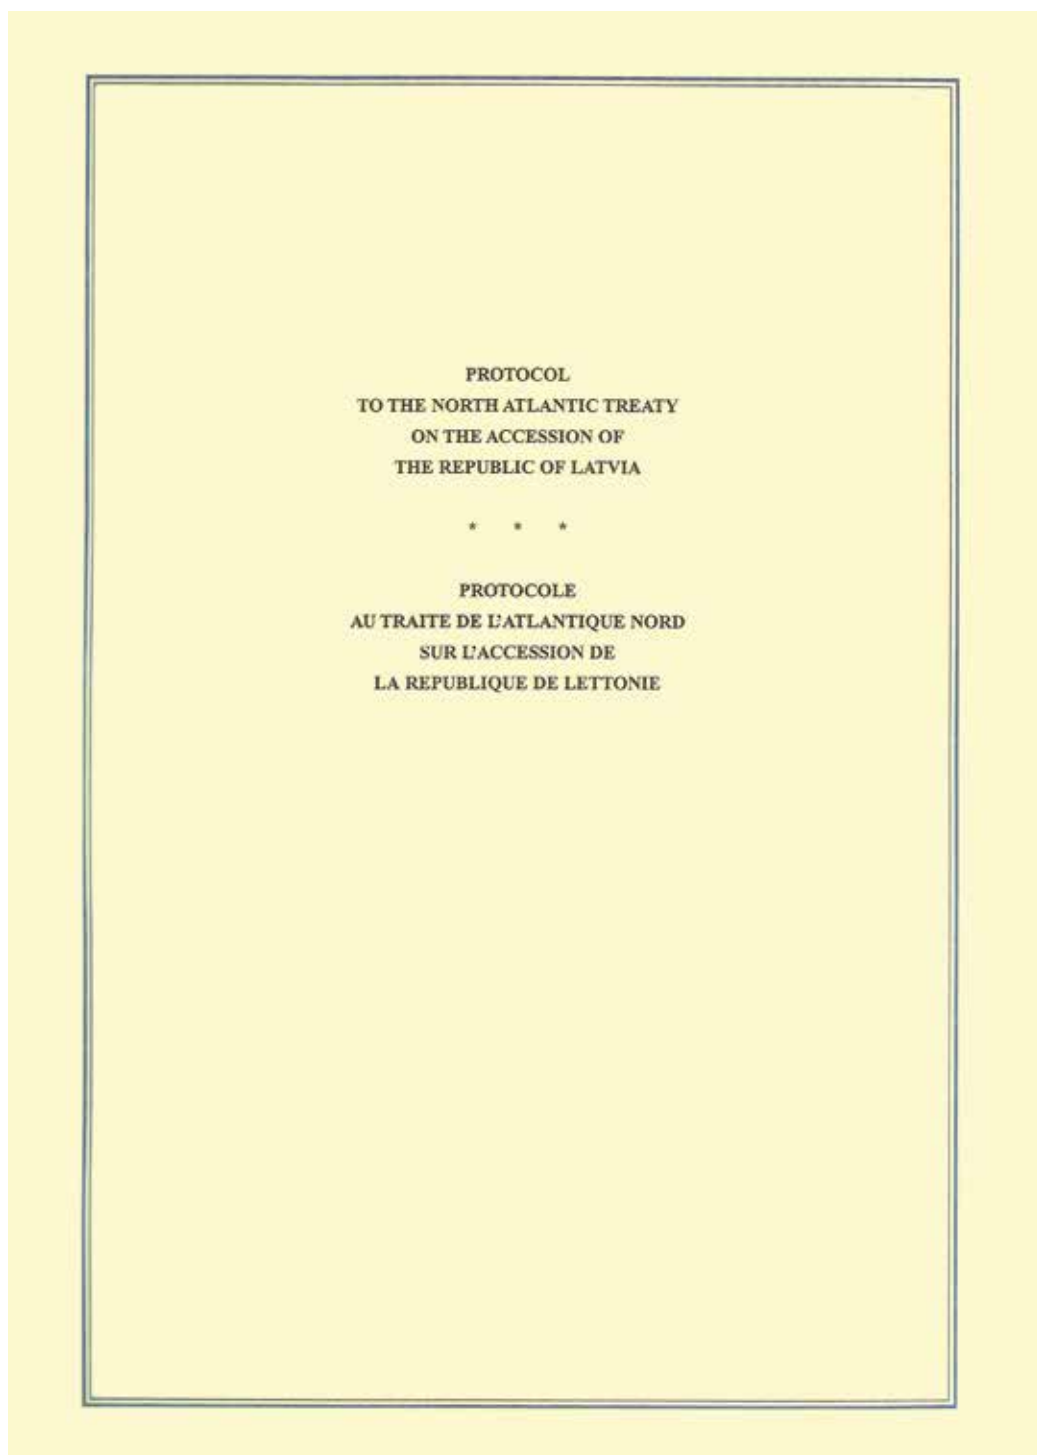 PROTOCOL
TO THE NORTH ATLANTIC TREATY
ON THE ACCESSION OF
THE REPUBLIC OF LATVIA
* * *
PROTOCOLE
AU TRAITE DE L'ATLANTIQUE NORD
SUR L'ACCESSION DE
LA REPUBLIQUE DE LETTONIE